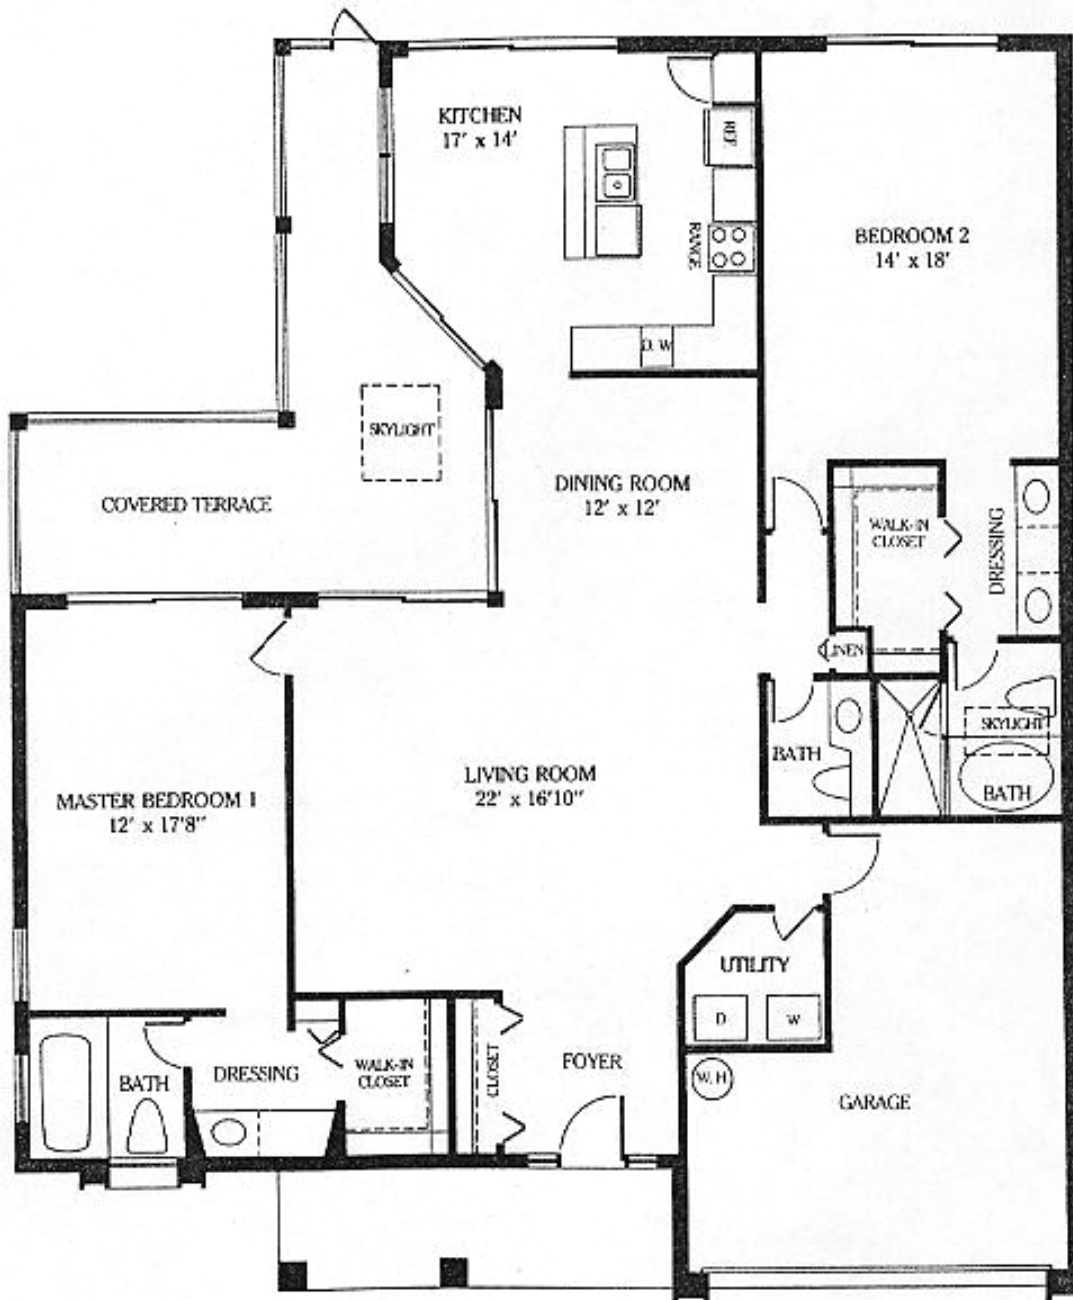 KITCHEN
17' x 14'
REF.
RANGE
BEDROOM 2
14' x 18'
D. W
SKYLIGHT
COVERED TERRACE
DINING ROOM
12' x 12'
WALK-IN
CLOSET
DRESSING
LINEN
SKYLIGHT
BATH
BATH
LIVING ROOM
22' x 16'10"
MASTER BEDROOM 1
12' x 17'8"
UTILITY
D
W
W. H
GARAGE
FOYER
CLOSET
WALK-IN
CLOSET
DRESSING
BATH